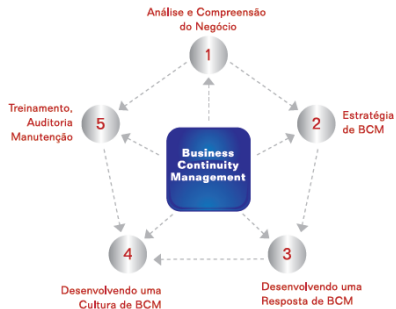 Análise e Compreensão
do Negócio
1
Treinamento,
Auditoria
Manutenção
5
2
Estratégia
de BCM
Business
Continuity
Management
4
3
Desenvolvendo uma
Cultura de BCM
Desenvolvendo uma
Resposta de BCM